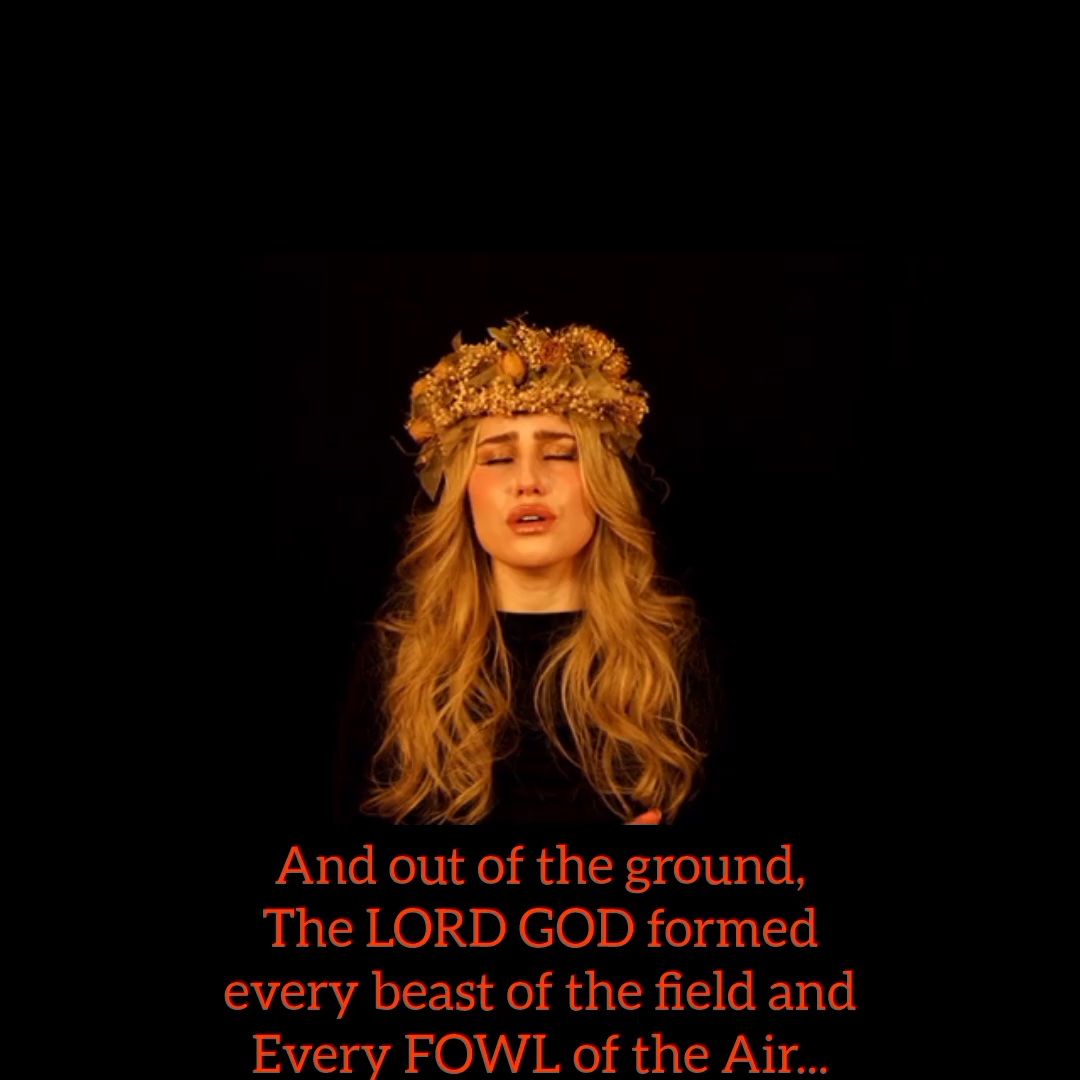 And out of the ground,
The LORD GOD formed
every beast of the field and
Every FOWL of the Air...